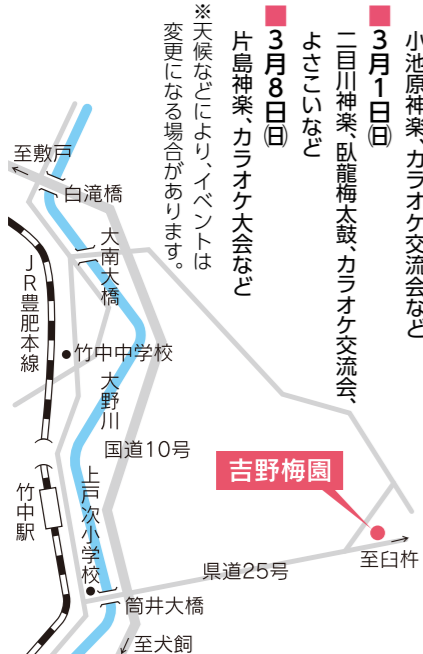 小池原神楽、カラオケ交流会など
■3月1日㈰
二目川神楽、臥龍梅太鼓、カラオケ交流会、
よさこいなど
■3月8日㈰
片島神楽、カラオケ大会など
※天候などにより、イベントは
変更になる場合があります。
至敷戸
白滝橋
大南大橋
JR豊肥本線
竹中中学校
大野川
国道10号
吉野梅園
竹中駅
上戸次小学校
県道25号
至臼杵
筒井大橋
至犬飼